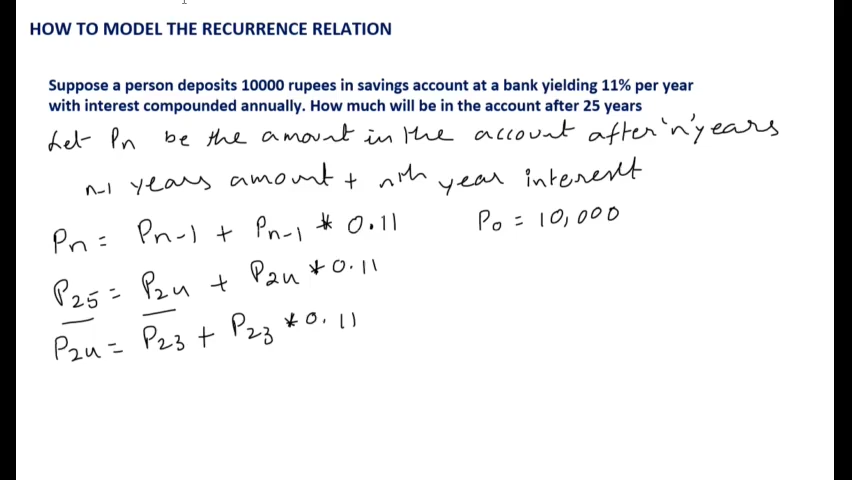 HOW TO MODEL THE RECURRENCE RELATION
Suppose a person deposits 10000 rupees in savings account at a bank yielding 11% per year
with interest compounded annually. How much will be in the account after 25 years
Let Pn be the amount in the account after 'n' years
n-1 years amount + nth year interest
Pn = Pn-1 + Pn-1 * 0.11 P0 = 10,000
P25 = P24 + P24 * 0.11
P24 = P23 + P23 * 0.11